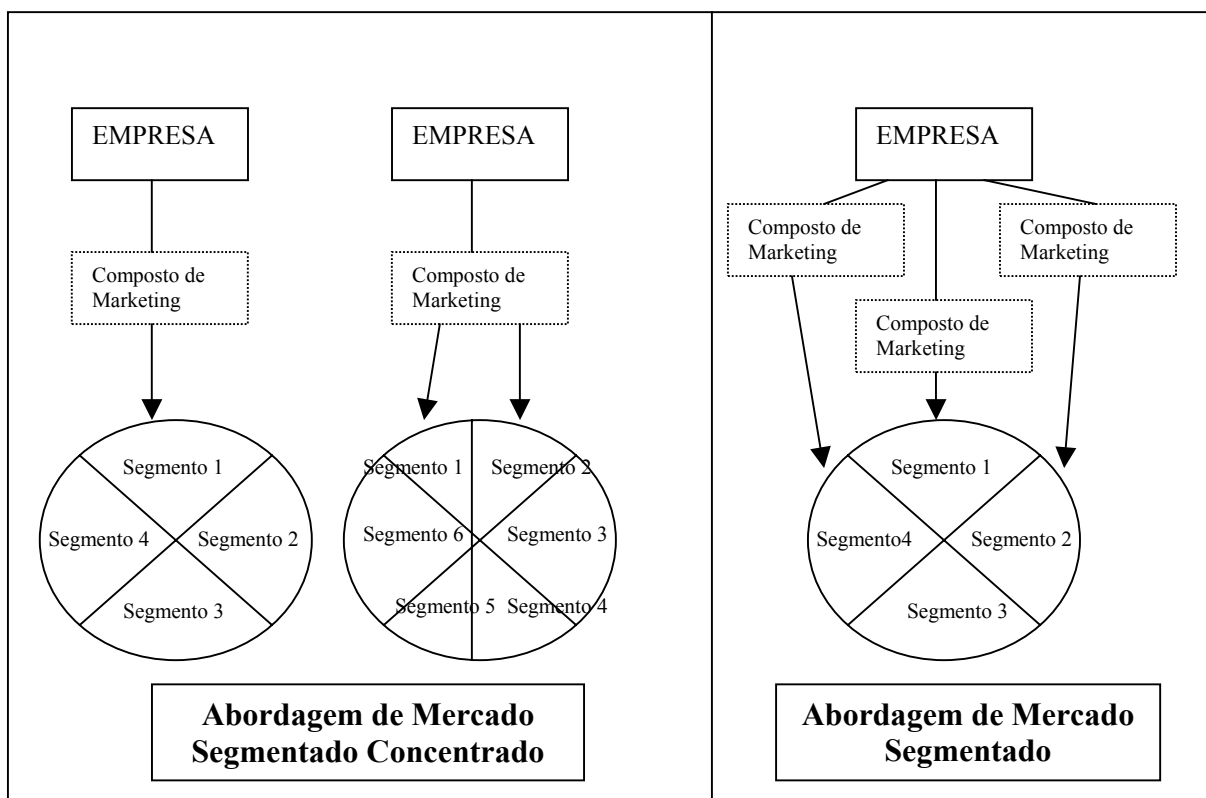 EMPRESA
Composto de
Marketing
Segmento 1
Segmento 4
Segmento 2
Segmento 3
EMPRESA
Composto de
Marketing
Segmento 1
Segmento 2
Segmento 6
Segmento 3
Segmento 5
Segmento 4
Abordagem de Mercado
Segmentado Concentrado
EMPRESA
Composto de
Marketing
Composto de
Marketing
Composto de
Marketing
Segmento 1
Segmento4
Segmento 2
Segmento 3
Abordagem de Mercado
Segmentado